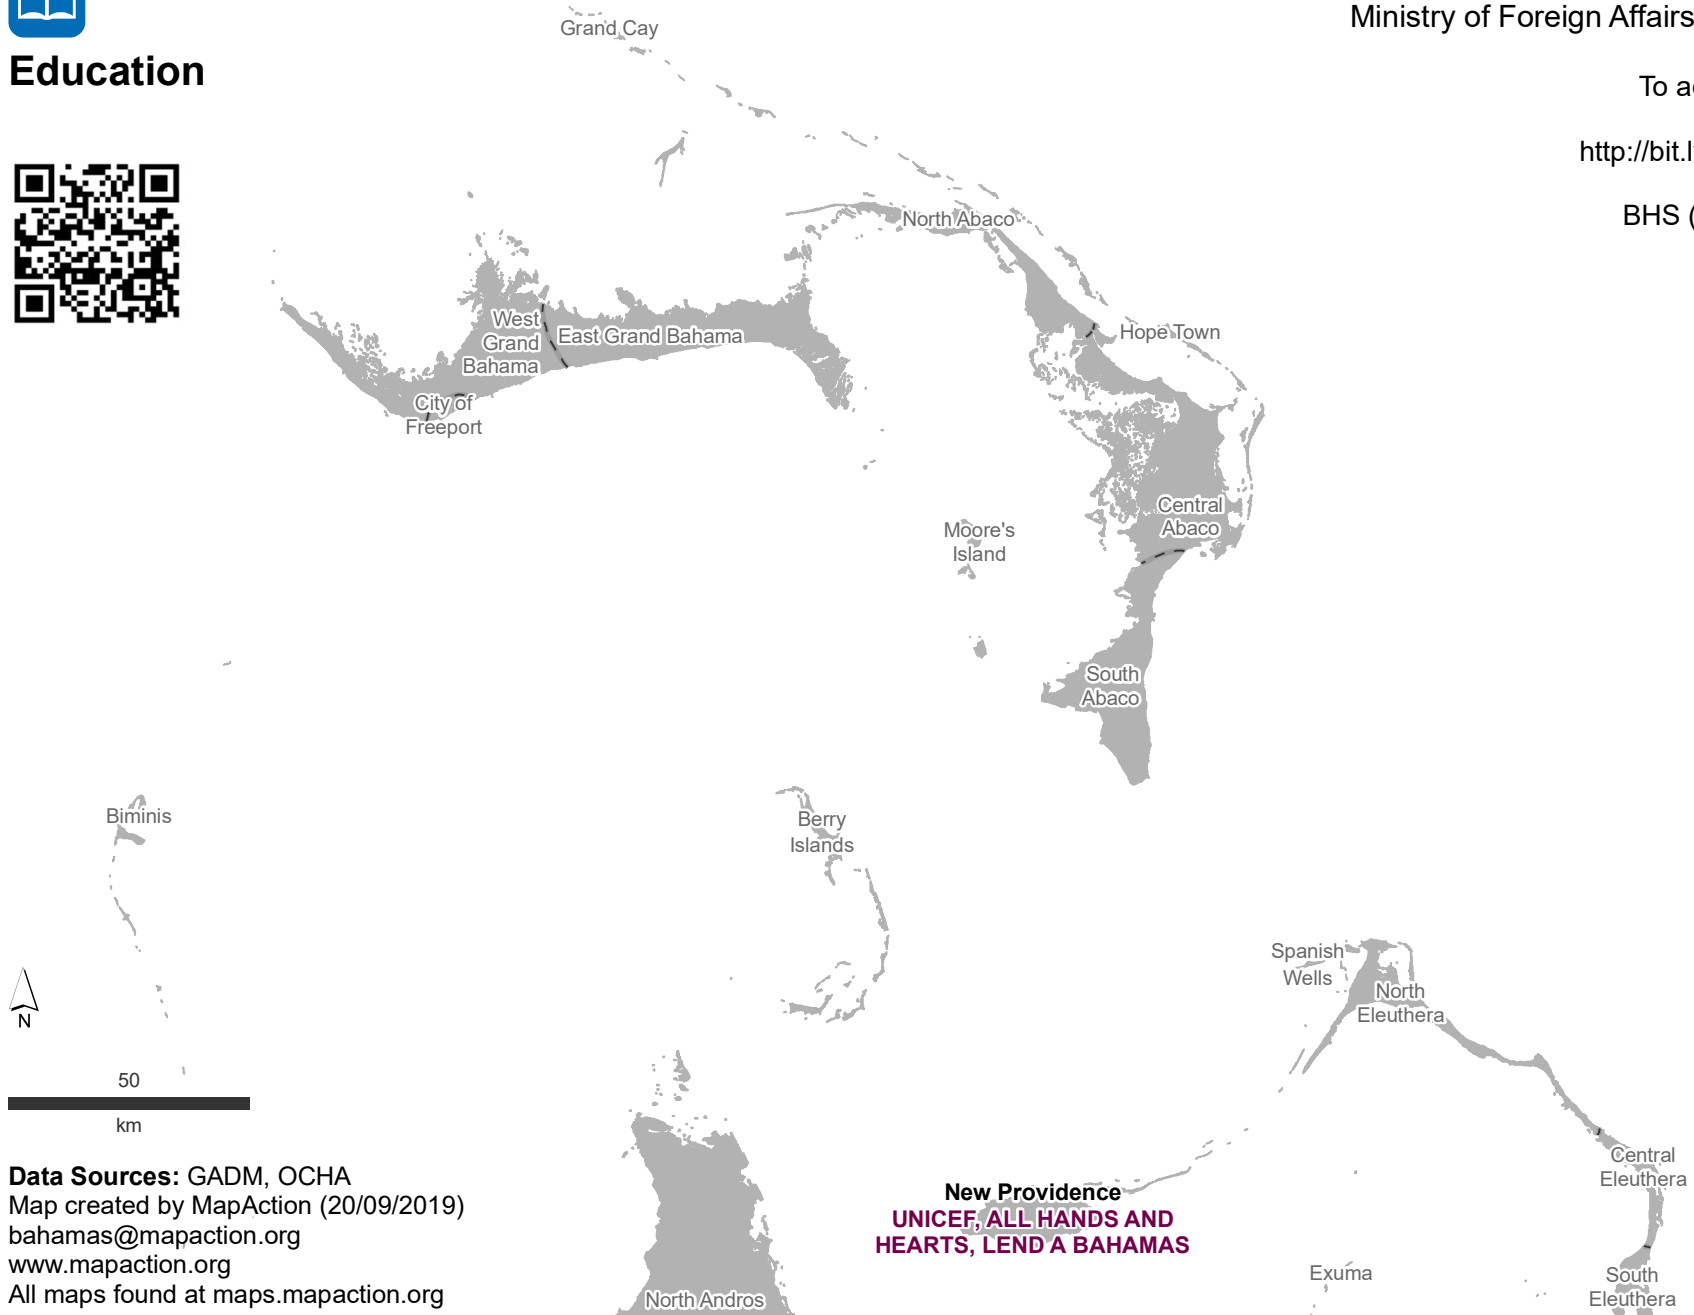 Education
Ministry of Foreign Affairs
http://bit.l
BHS (
Grand Cay
North Abaco
Hope Town
West
Grand
Bahama
East Grand Bahama
City of
Freeport
Central
Abaco
Moore's
Island
South
Abaco
Biminis
Berry
Islands
Spanish
Wells
North
Eleuthera
N
50
km
Central
Eleuthera
South
Eleuthera
Exuma
New Providence
UNICEF, ALL HANDS AND
HEARTS, LEND A BAHAMAS
North Andros
Data Sources: GADM, OCHA
Map created by MapAction (20/09/2019)
bahamas@mapaction.org
www.mapaction.org
All maps found at maps.mapaction.org